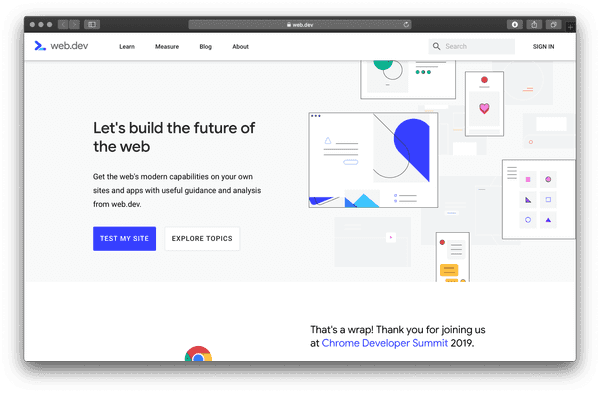 web.dev
web.dev
Learn
Measure
Blog
About
Search
SIGN IN
Let's build the future of
the web
Get the web's modern capabilities on your own
sites and apps with useful guidance and analysis
from web.dev.
TEST MY SITE
EXPLORE TOPICS
That's a wrap! Thank you for joining us
at Chrome Developer Summit 2019.